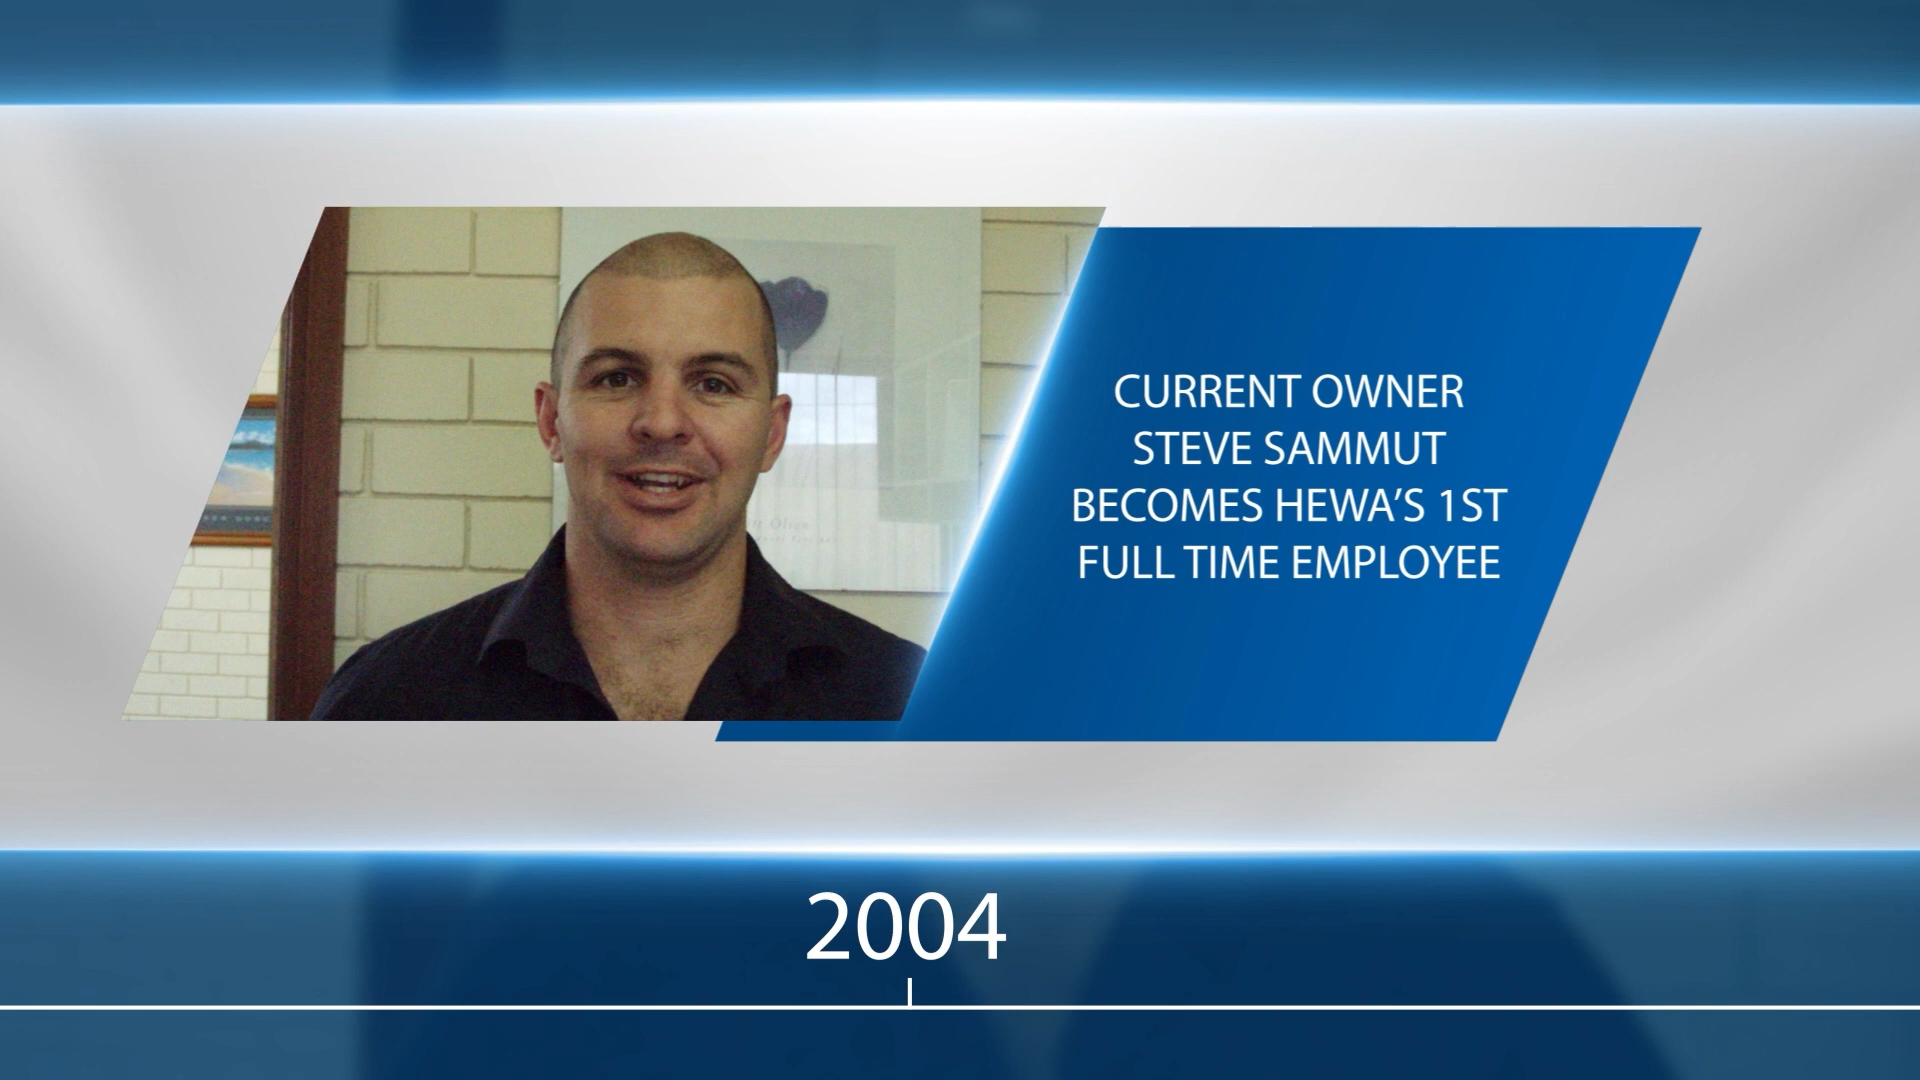 CURRENT OWNER
STEVE SAMMUT
BECOMES HEWA'S 1ST
FULL TIME EMPLOYEE
2004